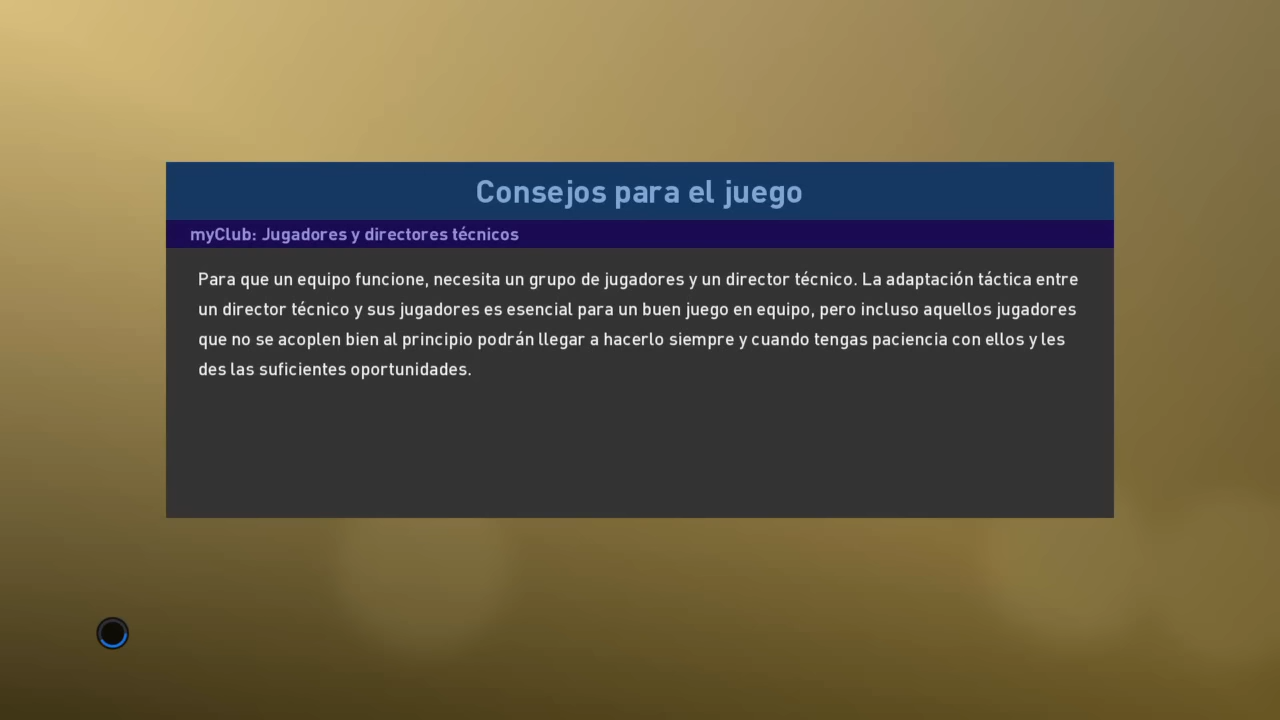 Consejos para el juego
myClub: Jugadores y directores técnicos
Para que un equipo funcione, necesita un grupo de jugadores y un director técnico. La adaptación táctica entre
un director técnico y sus jugadores es esencial para un buen juego en equipo, pero incluso aquellos jugadores
que no se acoplen bien al principio podrán llegar a hacerlo siempre y cuando tengas paciencia con ellos y les
des las suficientes oportunidades.